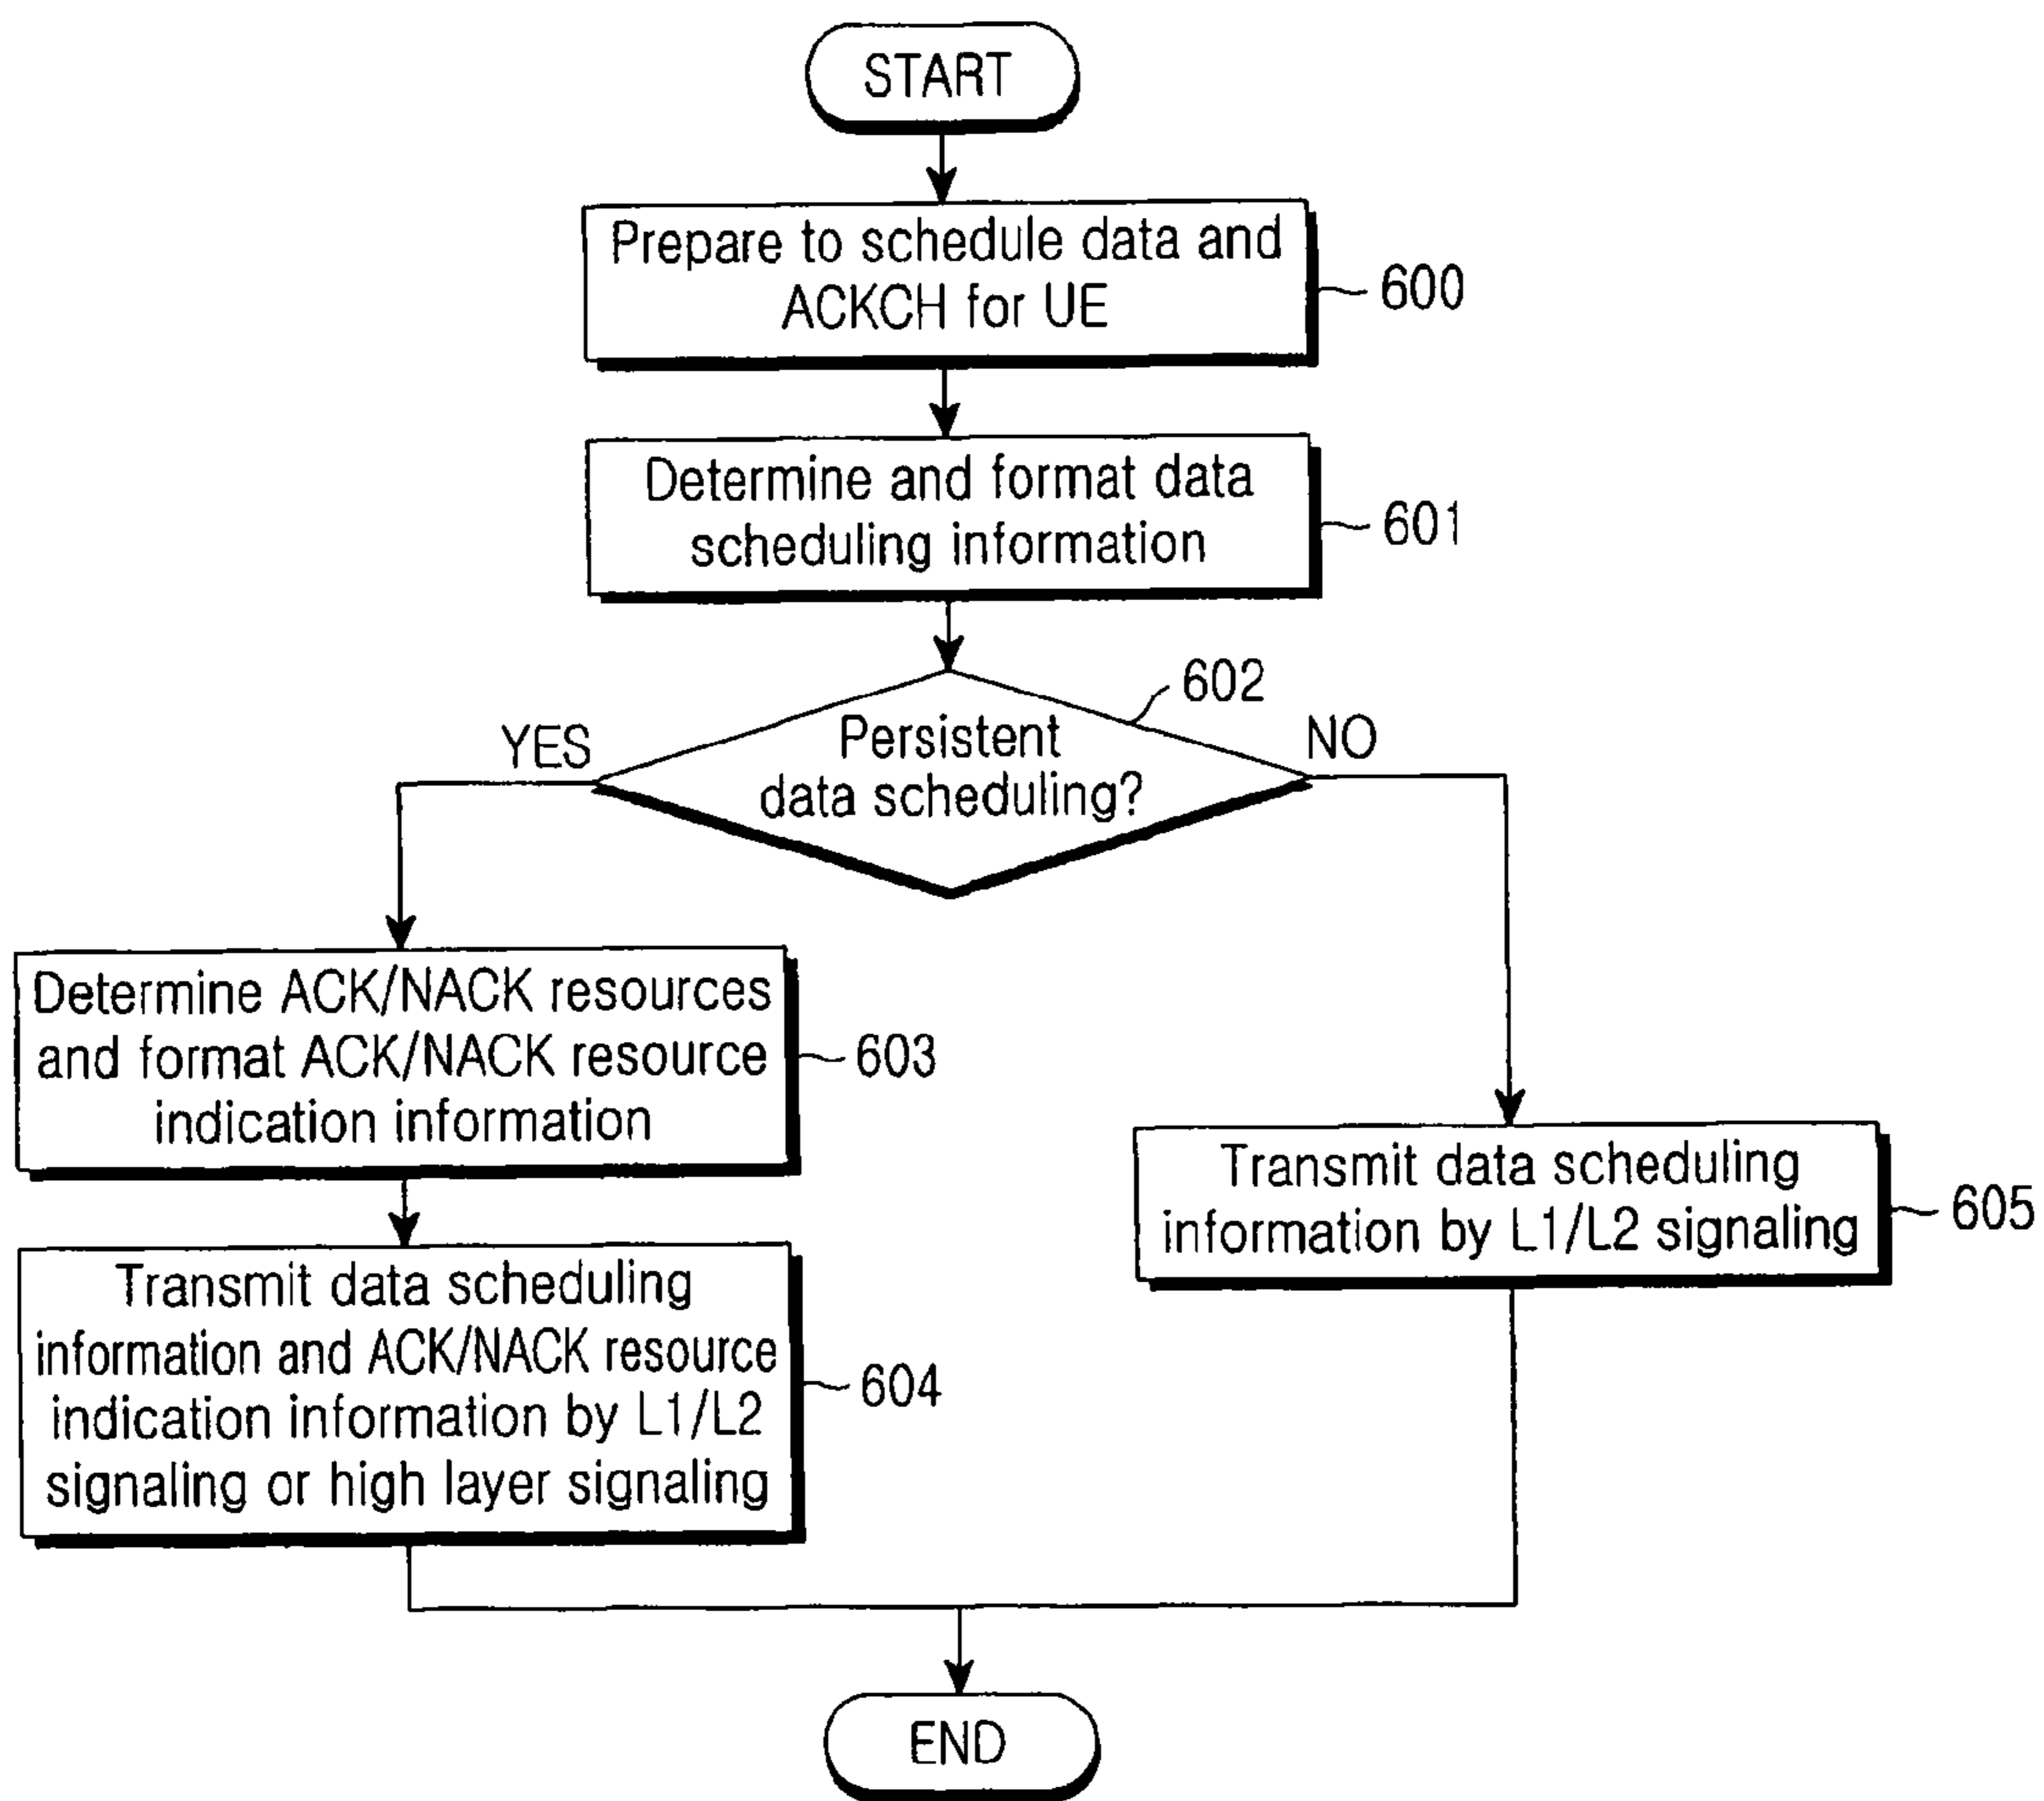 START
Prepare to schedule data and
ACKCH for UE
600
Determine and format data
scheduling information
601
602
YES
Persistent
data scheduling?
NO
Determine ACK/NACK resources
and format ACK/NACK resource
indication information
603
Transmit data scheduling
information by L1/L2 signaling
605
Transmit data scheduling
information and ACK/NACK resource
indication information by L1/L2
signaling or high layer signaling
604
END